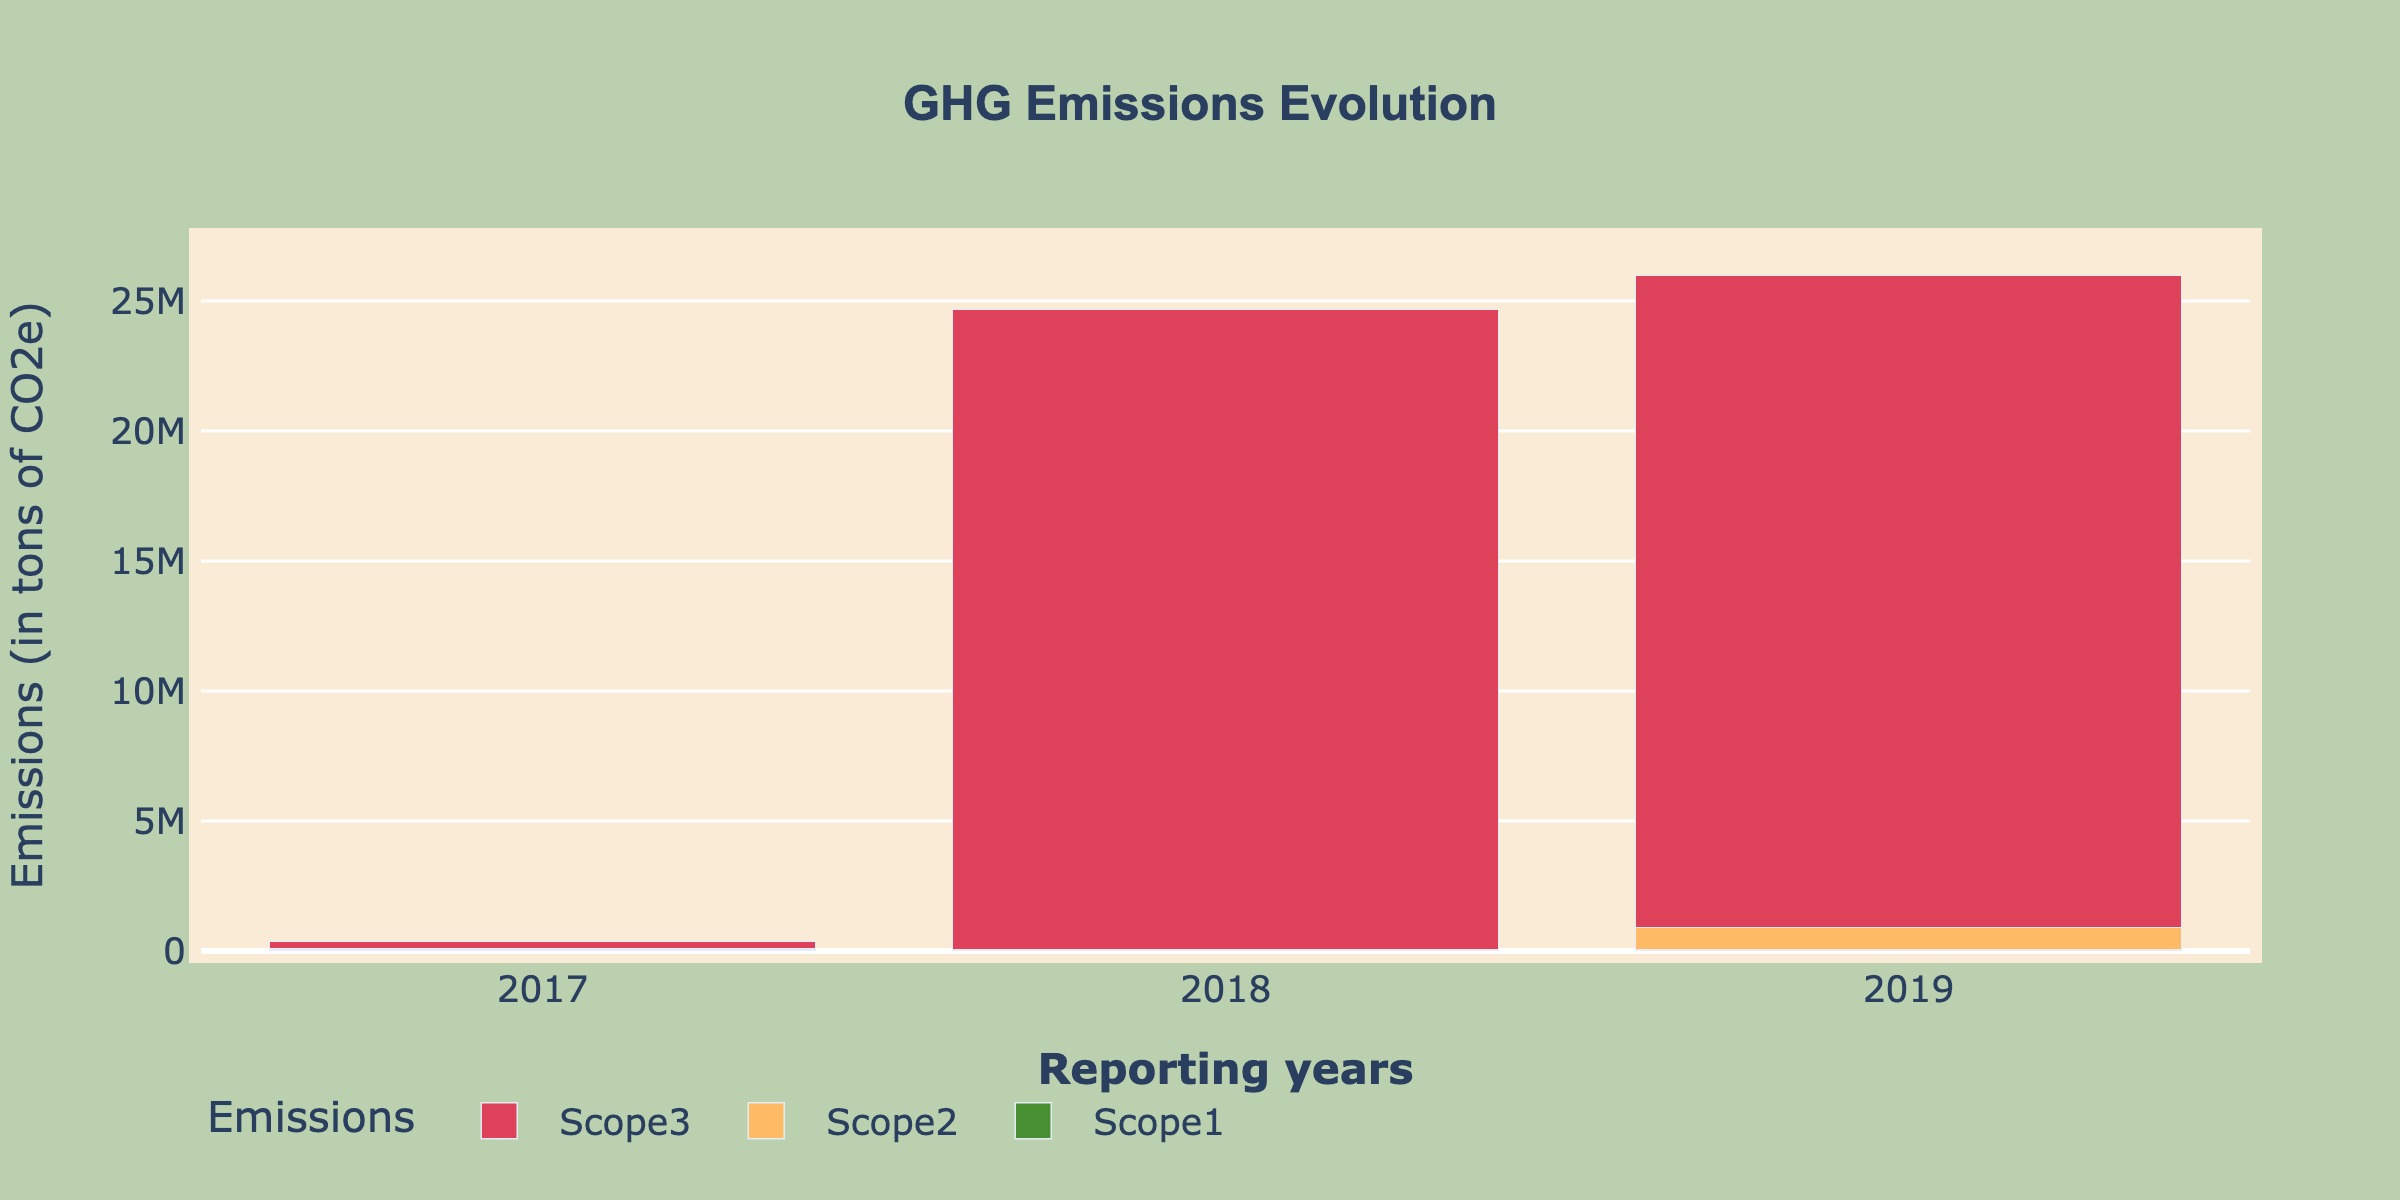 GHG Emissions Evolution
Emissions (in tons of CO2e)
25M
20M
15M
10M
5M
0
2017 2018 2019
Reporting years
Emissions Scope3 Scope2 Scope1